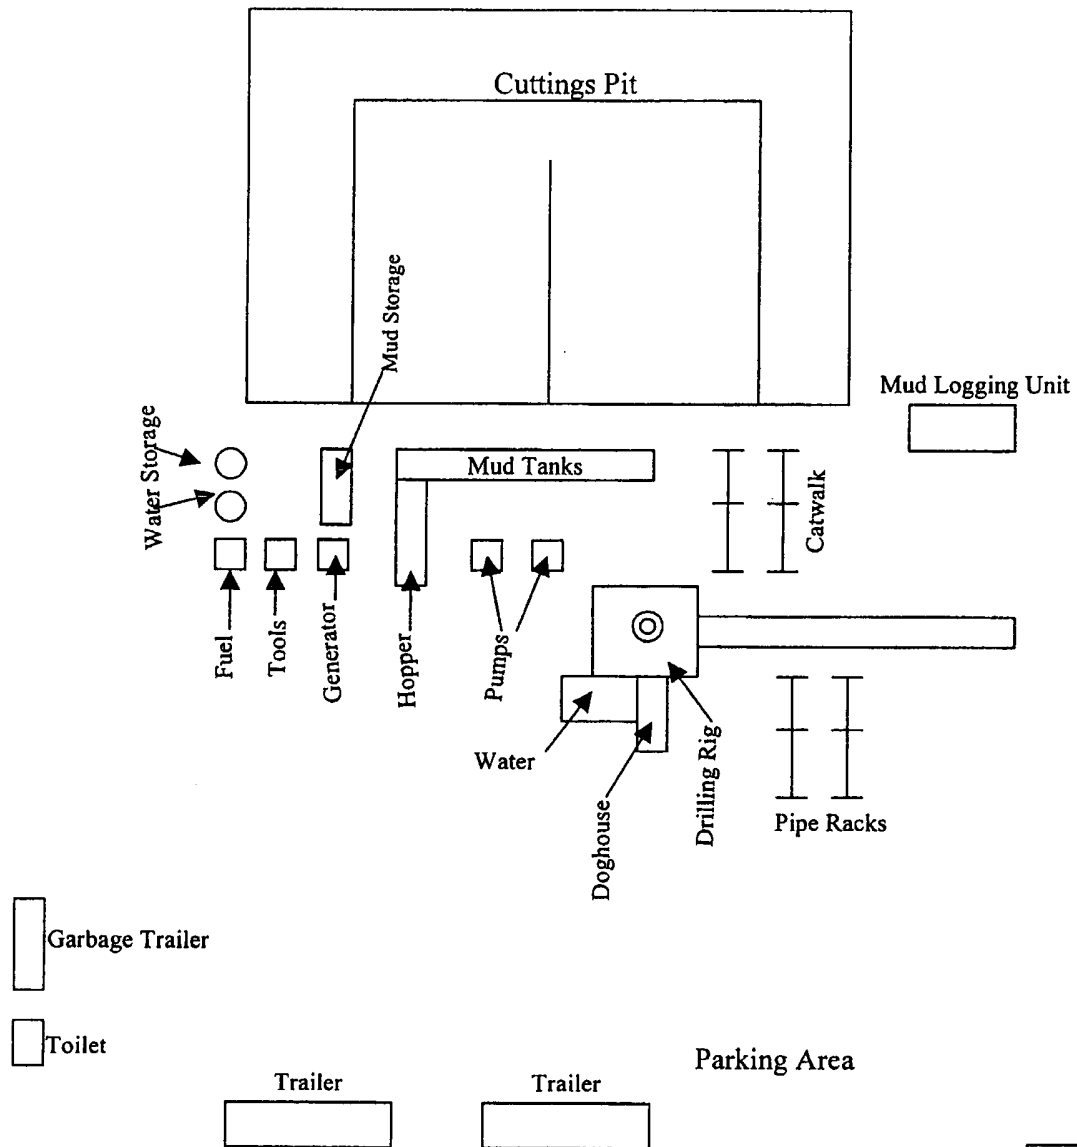 Cuttings Pit
Mud Storage
Mud Logging Unit
Water Storage
Mud Tanks
Catwalk
Fuel
Tools
Generator
Hopper
Pumps
Water
Doghouse
Drilling Rig
Pipe Racks
Garbage Trailer
Toilet
Parking Area
Trailer
Trailer